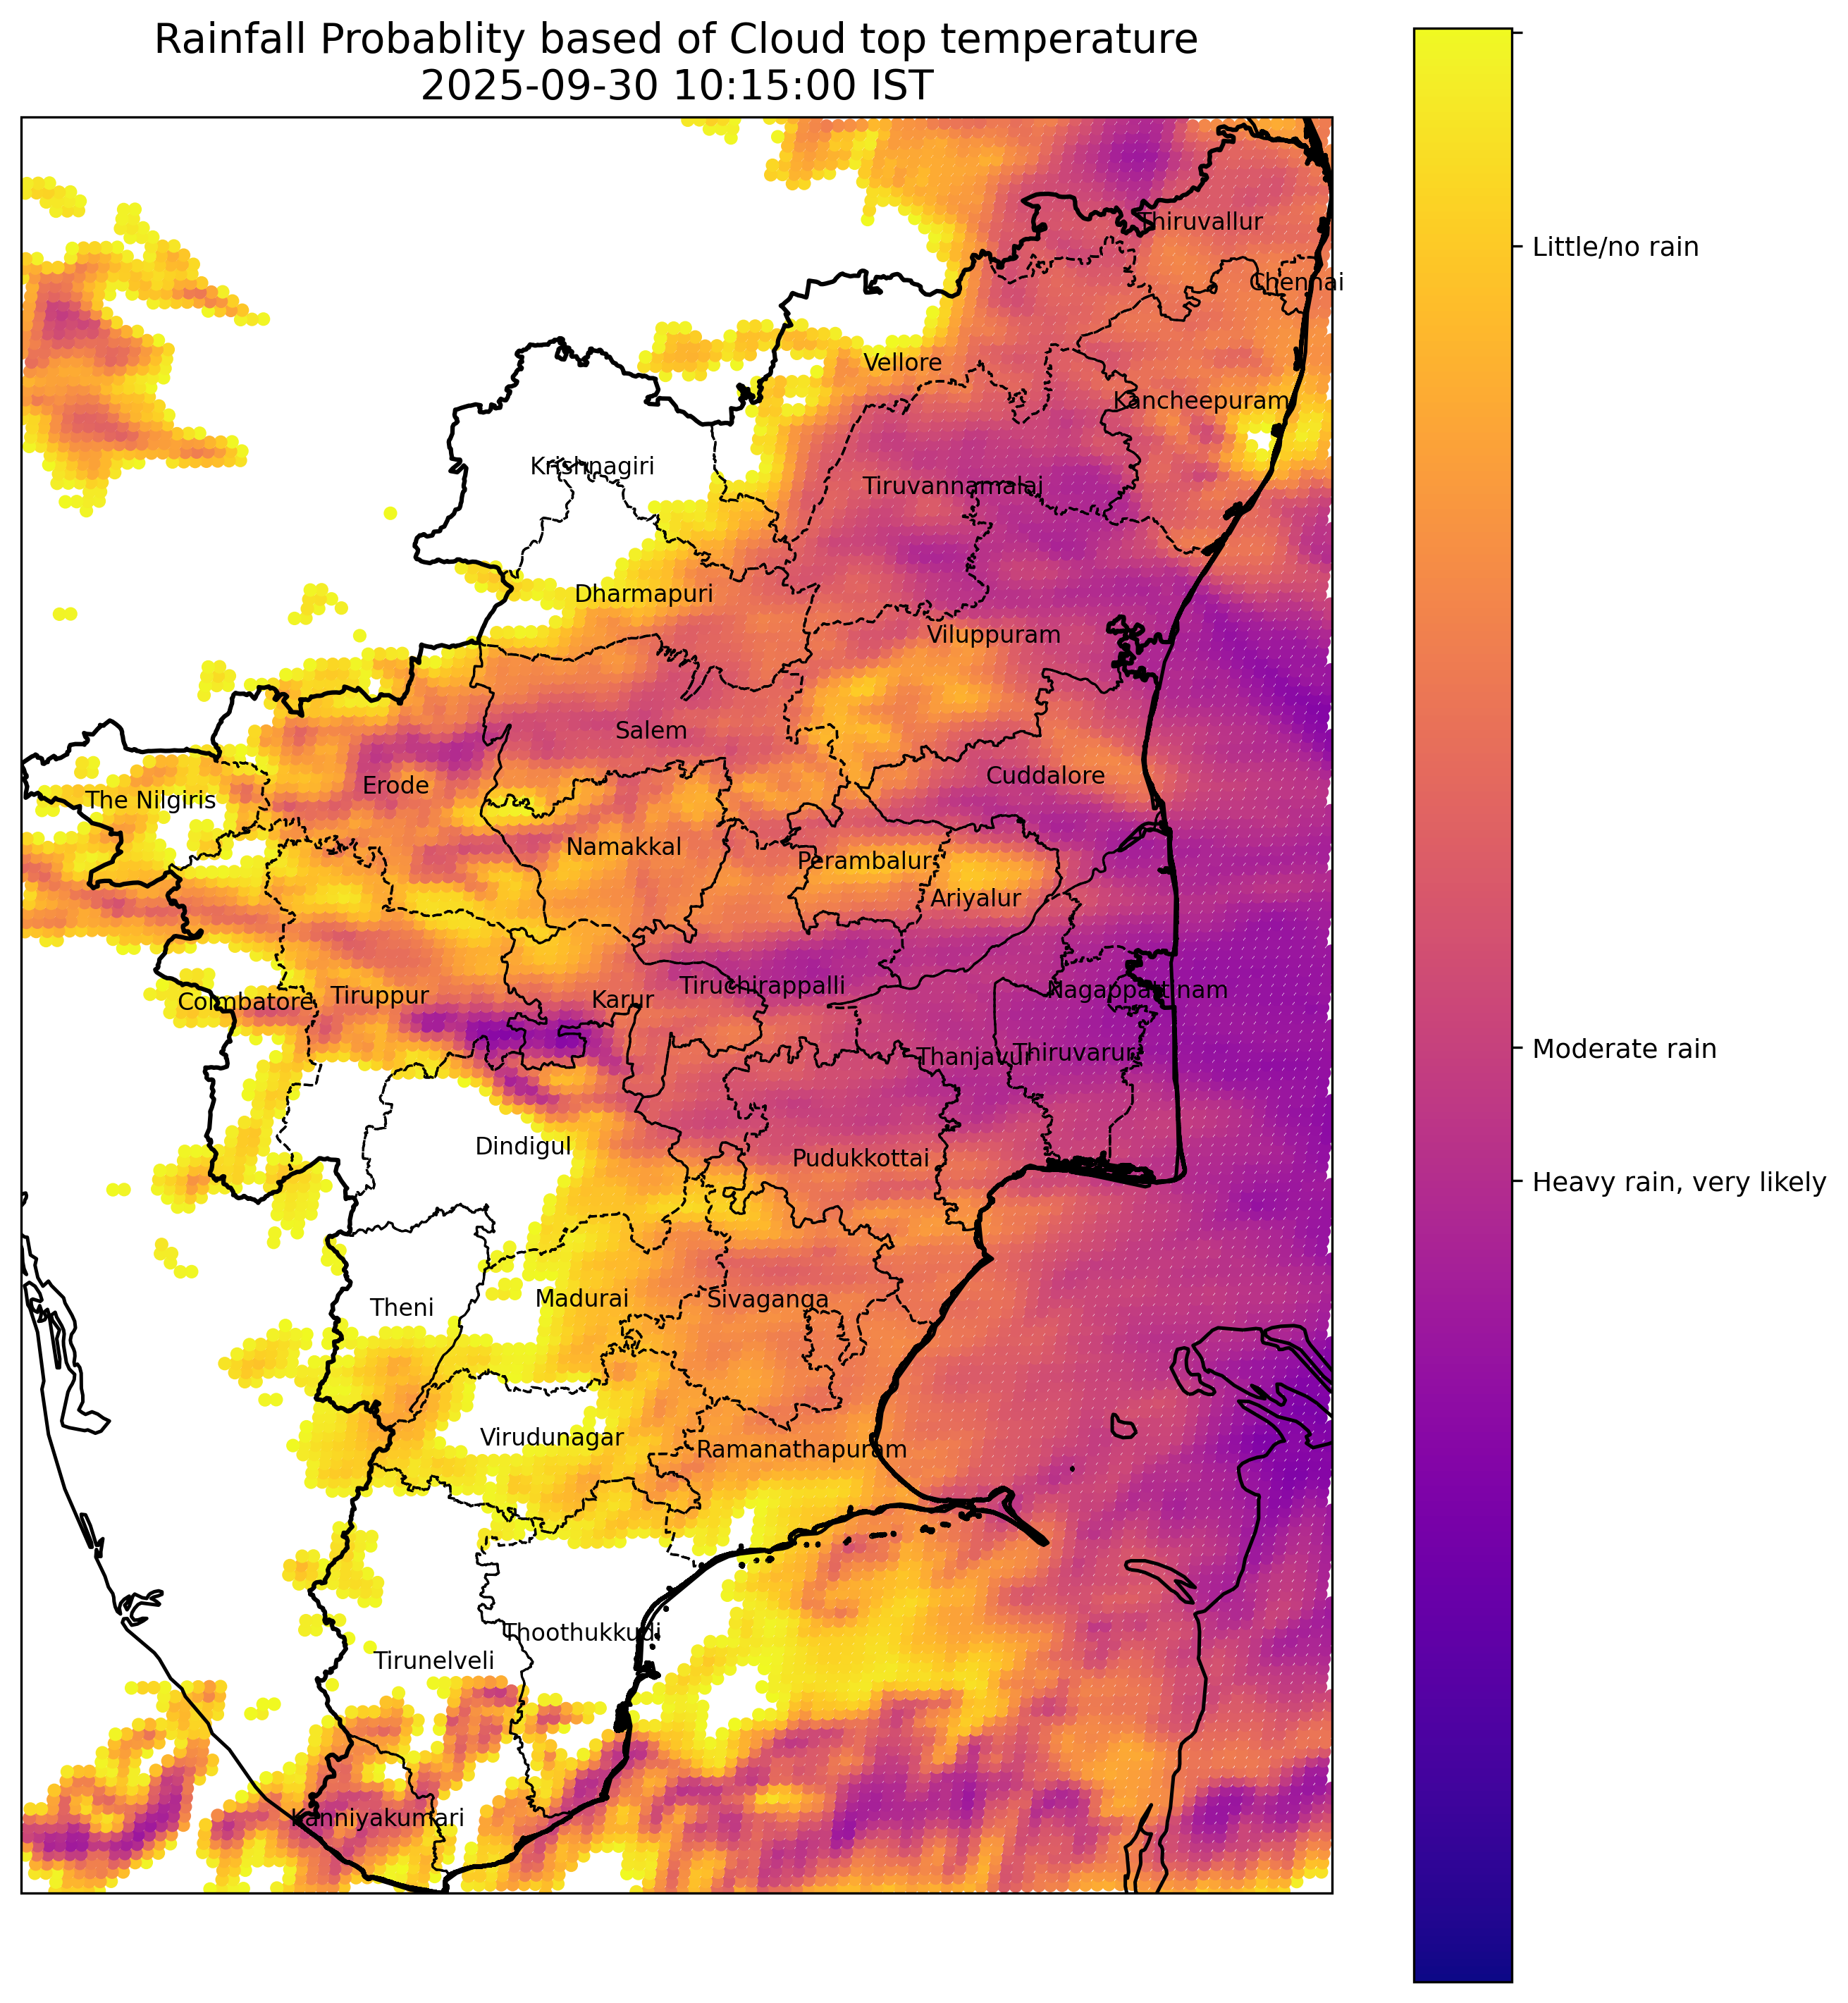 Rainfall Probablity based of Cloud top temperature
2025-09-30 10:15:00 IST
Thiruvallur
Chennai
Vellore
Kancheepuram
Krishnagiri
Tiruvannamalai
Dharmapuri
Viluppuram
Salem
Cuddalore
Erode
The Nilgiris
Namakkal
Perambalur
Ariyalur
Tiruchirappalli
Nagappattinam
Coimbatore
Tiruppur
Karur
Thanjavur
Thiruvarur
Dindigul
Pudukkottai
Theni
Madurai
Sivaganga
Virudunagar
Ramanathapuram
Thoothukkudi
Tirunelveli
Kanniyakumari
Little/no rain
Moderate rain
Heavy rain, very likely